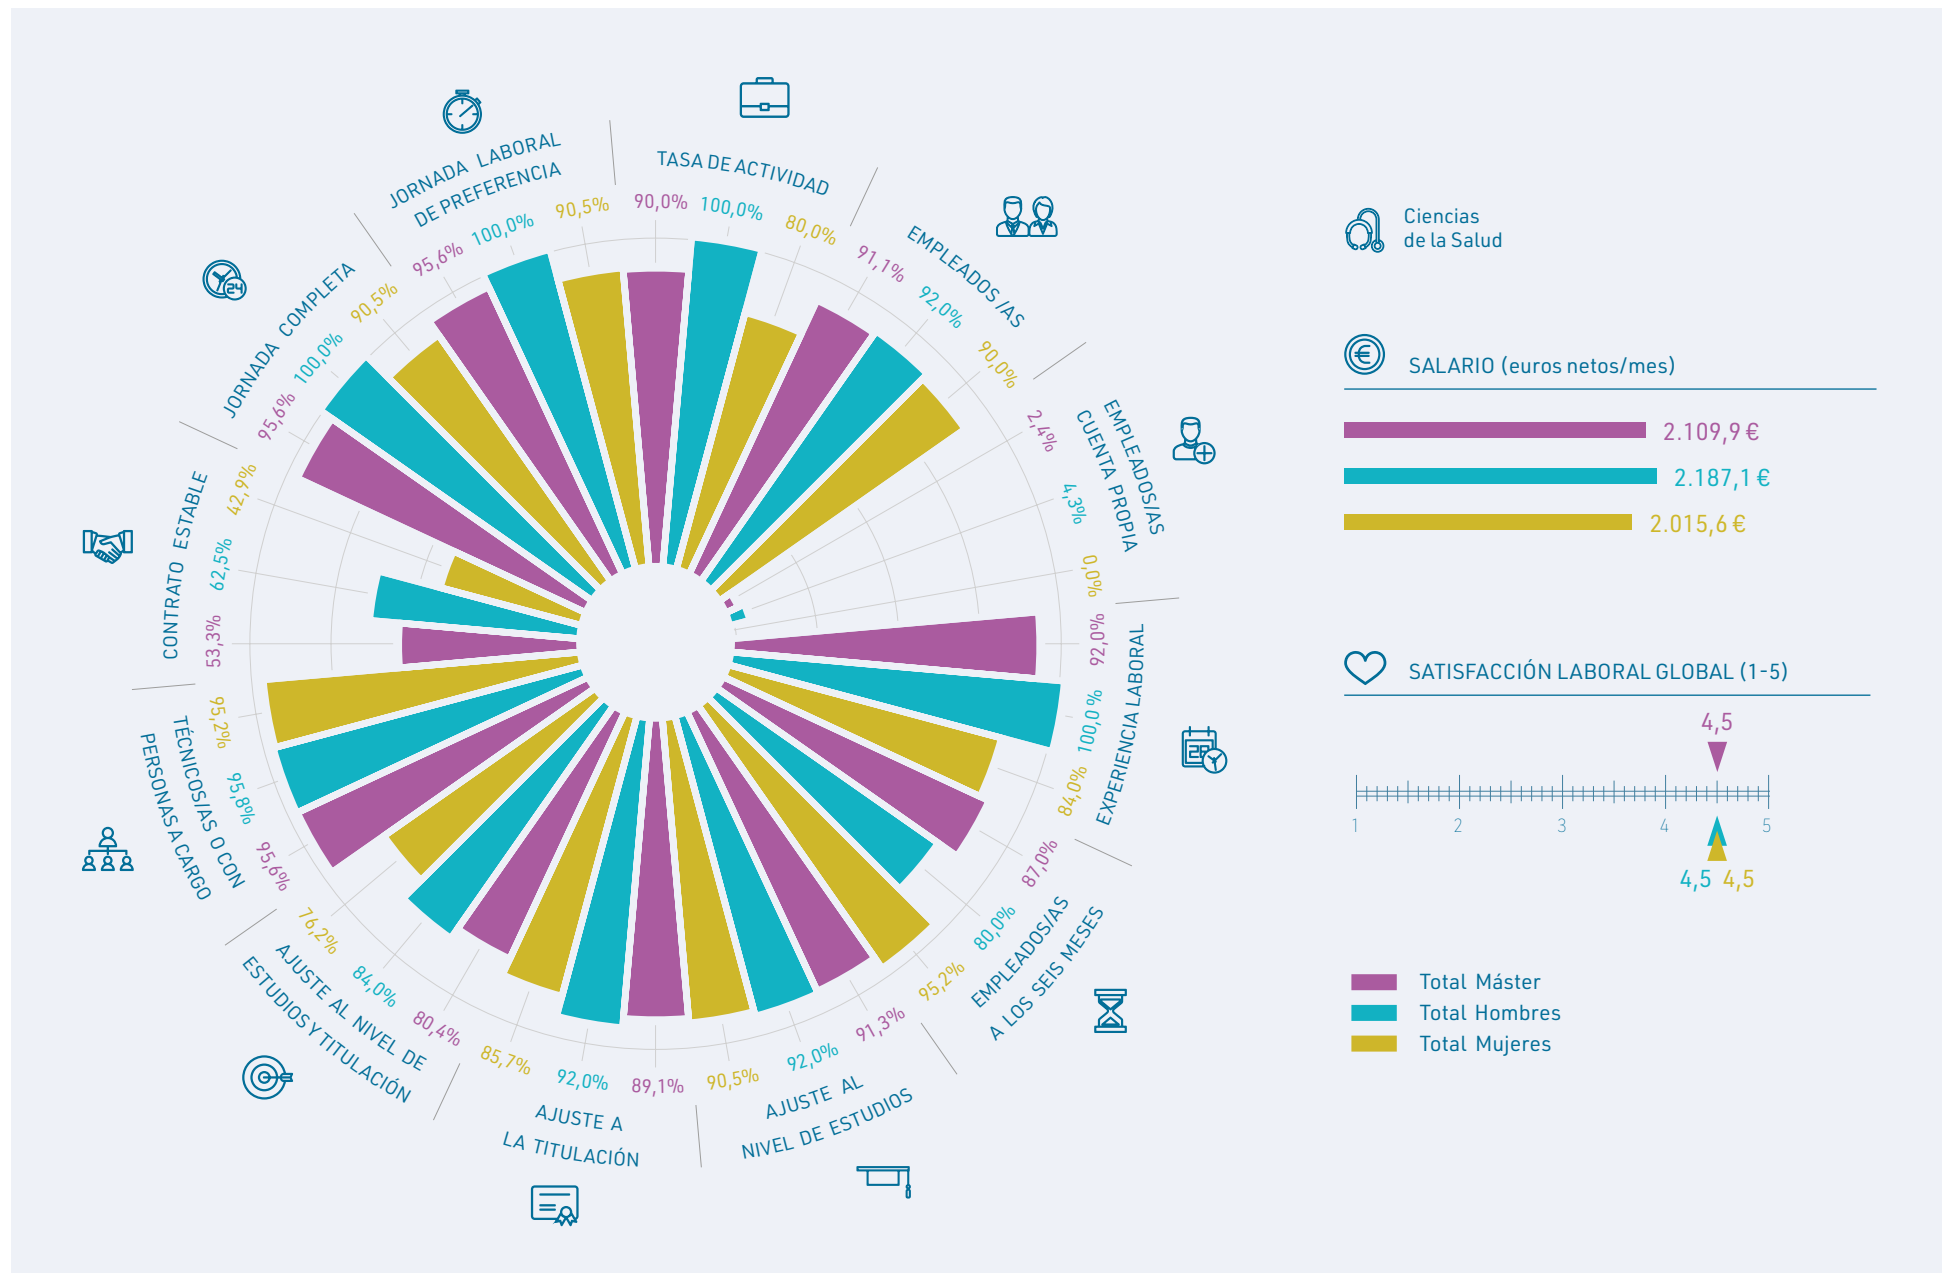 JORNADA LABORAL
DE PREFERENCIA
95,6%
100,0%
90,5%
TASA DE ACTIVIDAD
90,0%
100,0%
80,0%
EMPLEADOS /AS
91,1%
92,0%
90,0%
EMPLEADOS/AS
CUENTA PROPIA
2,4%
4,3%
0,0%
EXPERIENCIA LABORAL
92,0%
100,0 %
84,0%
EMPLEADOS/AS
A LOS SEIS MESES
87,0%
80,0%
95,2%
AJUSTE AL
NIVEL DE ESTUDIOS
91,3%
92,0%
90,5%
AJUSTE A
LA TITULACIÓN
89,1%
92,0%
85,7%
AJUSTE AL NIVEL DE
ESTUDIOS Y TITULACIÓN
80,4%
84,0%
76,2%
TÉCNICOS/AS O CON
PERSONAS A CARGO
95,6%
95,8%
95,2%
CONTRATO ESTABLE
53,3%
62,5%
42,9%
JORNADA COMPLETA
95,6%
100,0%
90,5%
24
28
Ciencias
de la Salud
€
SALARIO (euros netos/mes)
2.109,9 €
2.187,1 €
2.015,6 €
SATISFACCIÓN LABORAL GLOBAL (1-5)
4,5
1 2 3 4 5
4,5 4,5
Total Máster
Total Hombres
Total Mujeres